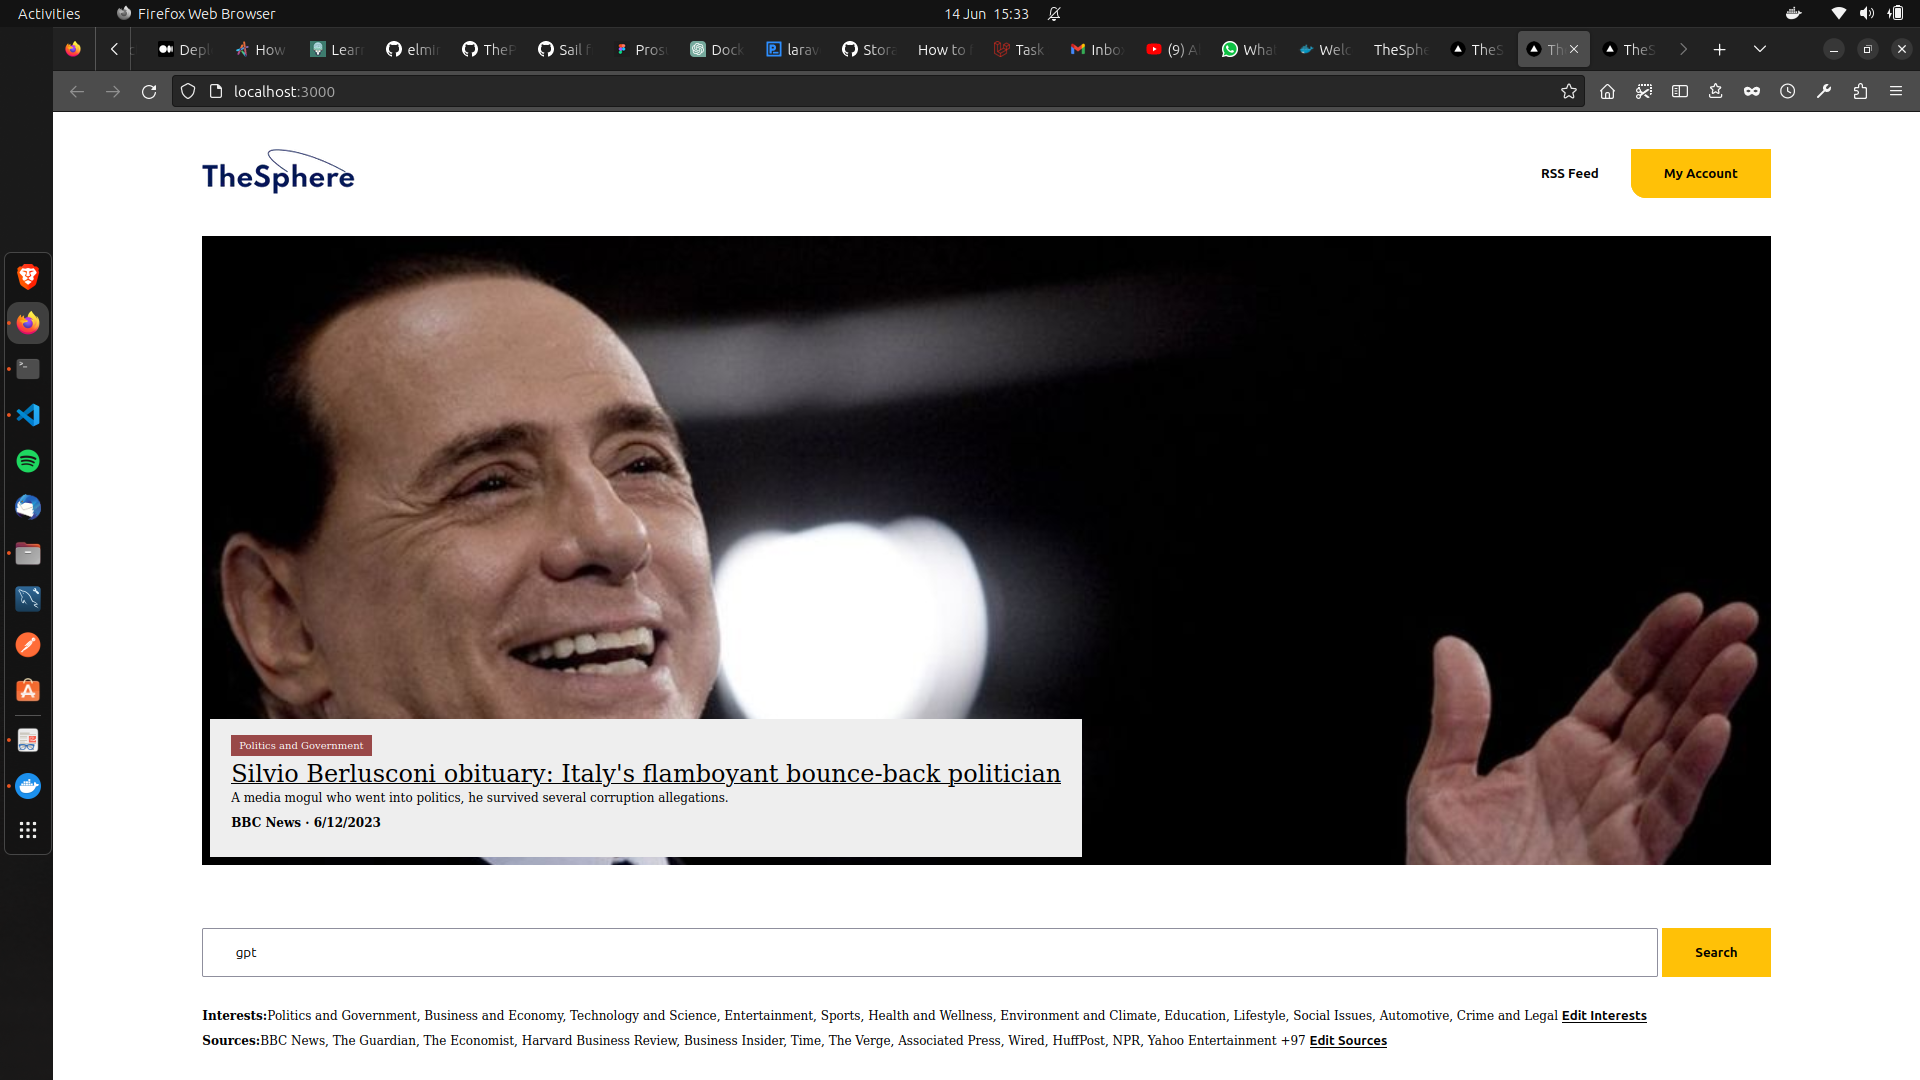 Activities Firefox Web Browser 14 Jun 15:33
Depl How Lear elmir TheP Sail f Pros Dock larav Stora How to Task Inbo (9) A What Welc TheSphe TheS Th TheS
localhost:3000
TheSphere RSS Feed My Account
Politics and Government
Silvio Berlusconi obituary: Italy's flamboyant bounce-back politician
A media mogul who went into politics, he survived several corruption allegations.
BBC News · 6/12/2023
gpt Search
Interests:Politics and Government, Business and Economy, Technology and Science, Entertainment, Sports, Health and Wellness, Environment and Climate, Education, Lifestyle, Social Issues, Automotive, Crime and Legal Edit Interests
Sources:BBC News, The Guardian, The Economist, Harvard Business Review, Business Insider, Time, The Verge, Associated Press, Wired, HuffPost, NPR, Yahoo Entertainment +97 Edit Sources